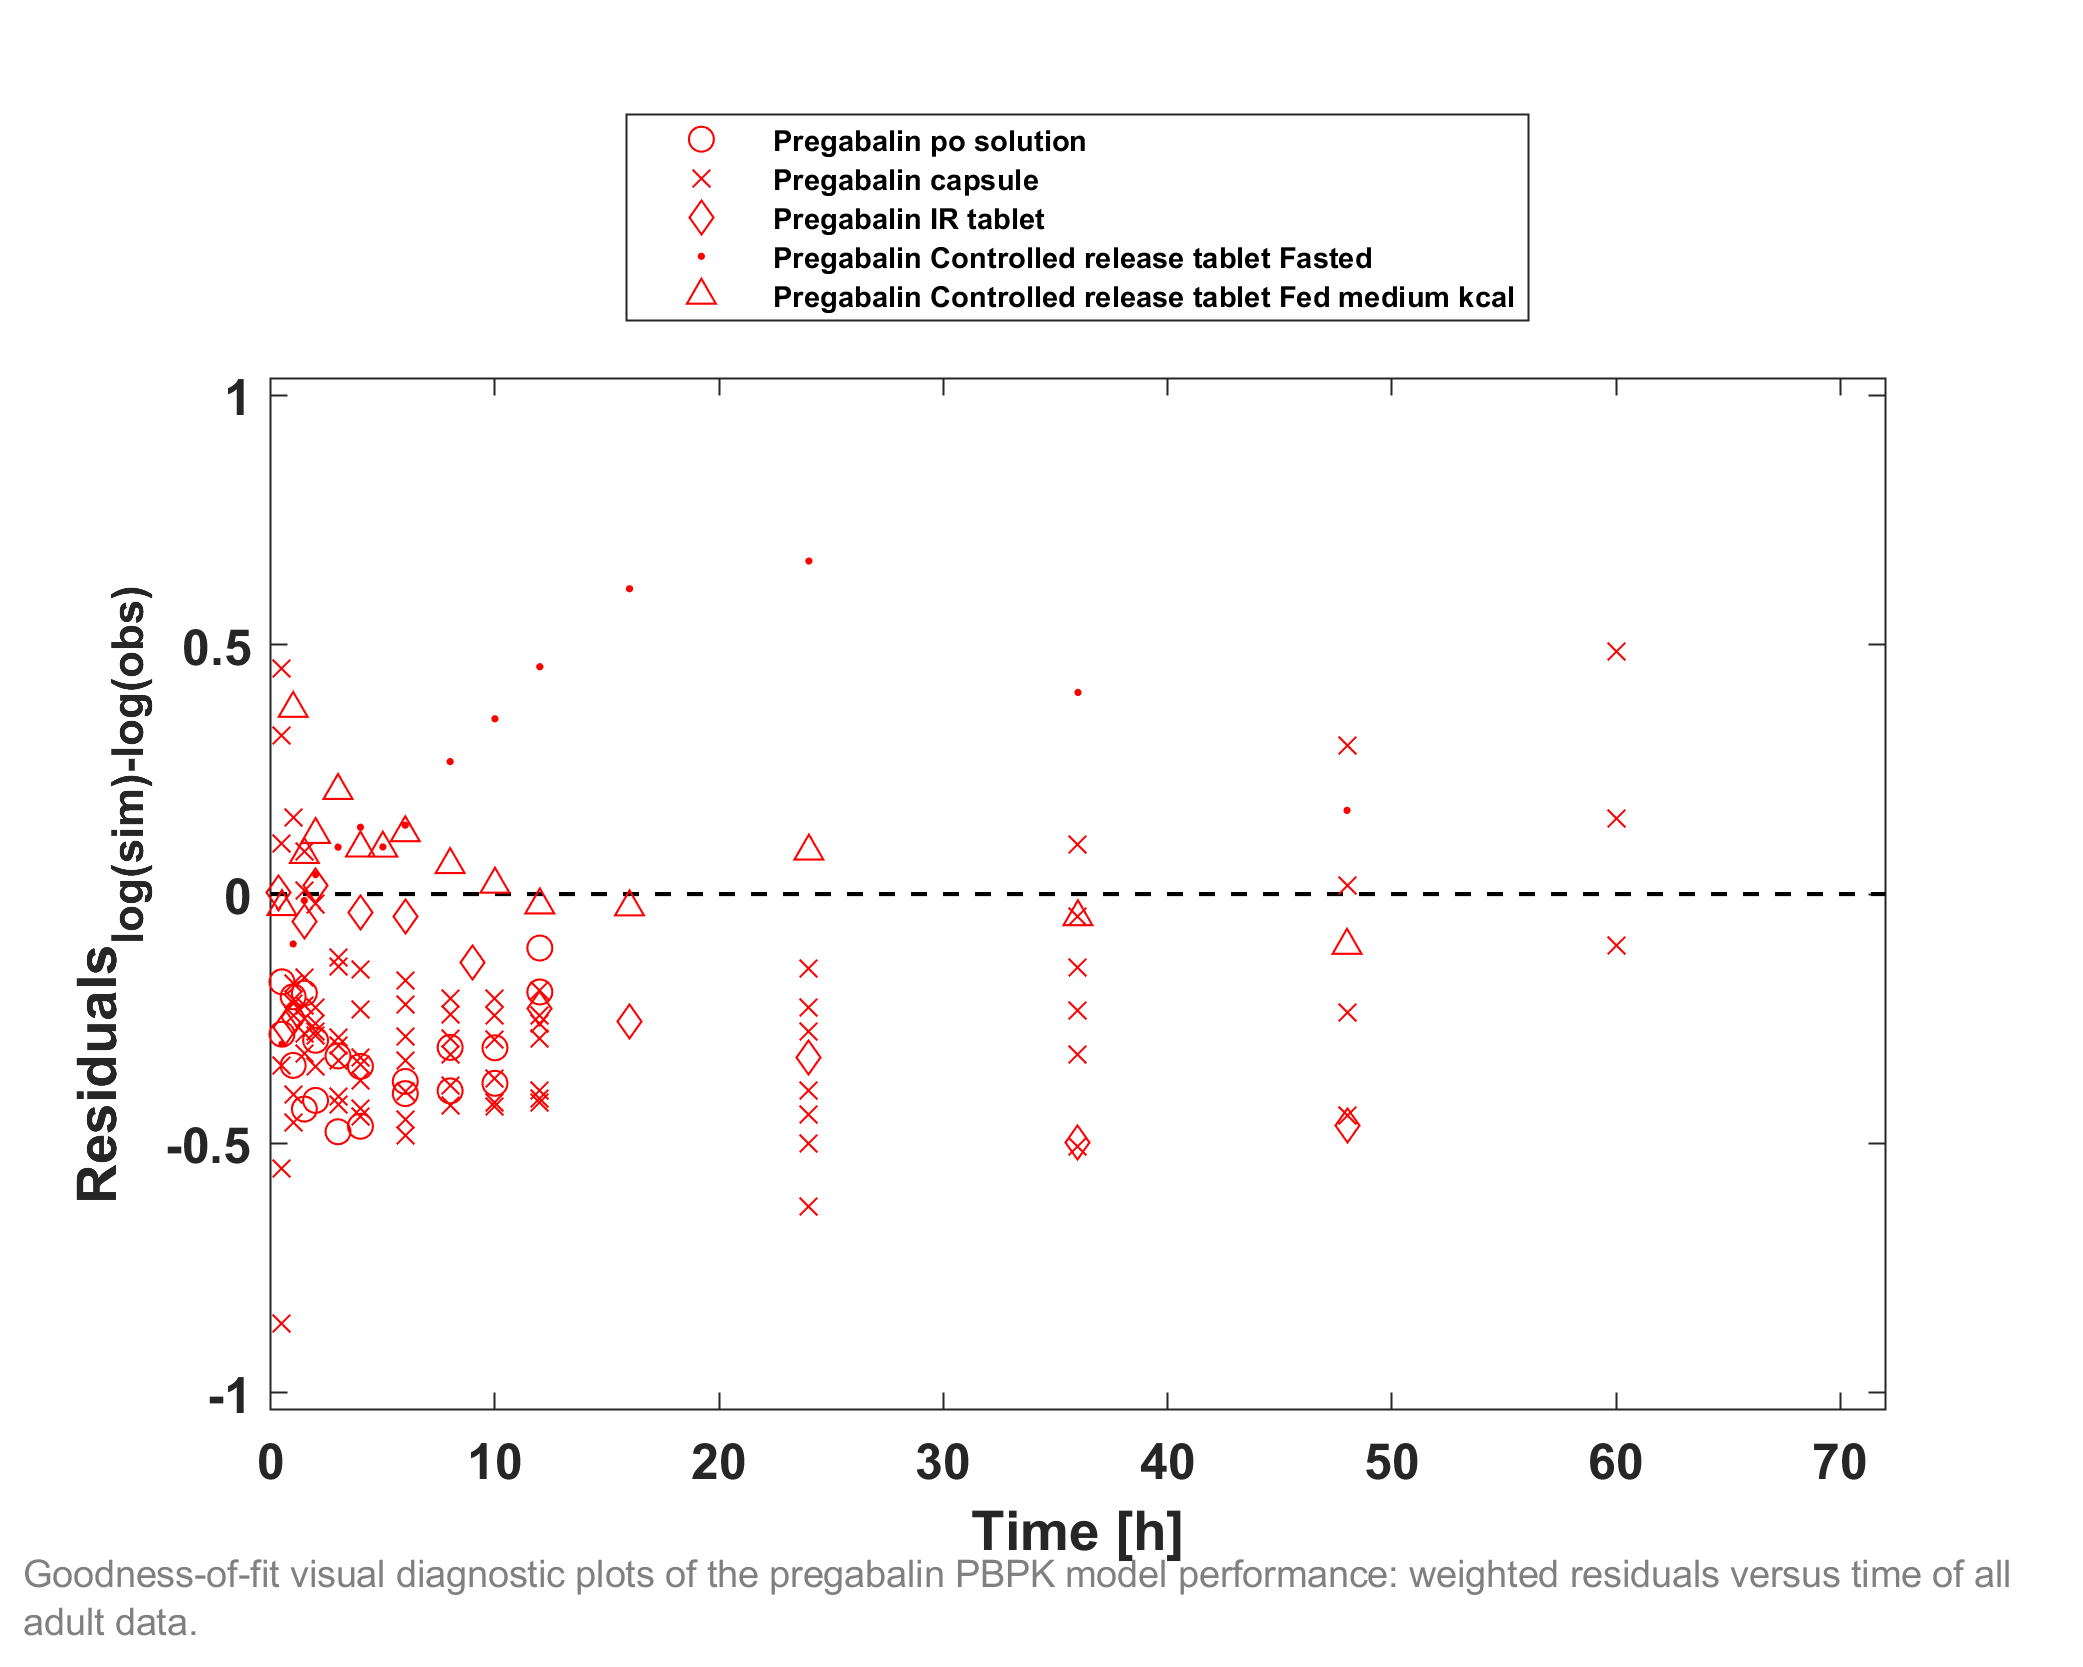 Pregabalin po solution
Pregabalin capsule
Pregabalin IR tablet
Pregabalin Controlled release tablet Fasted
Pregabalin Controlled release tablet Fed medium kcal
1
0.5
0
-0.5
-1
Residuals log(sim)-log(obs)
0 10 20 30 40 50 60 70
Time [h]
Goodness-of-fit visual diagnostic plots of the pregabalin PBPK model performance: weighted residuals versus time of all
adult data.